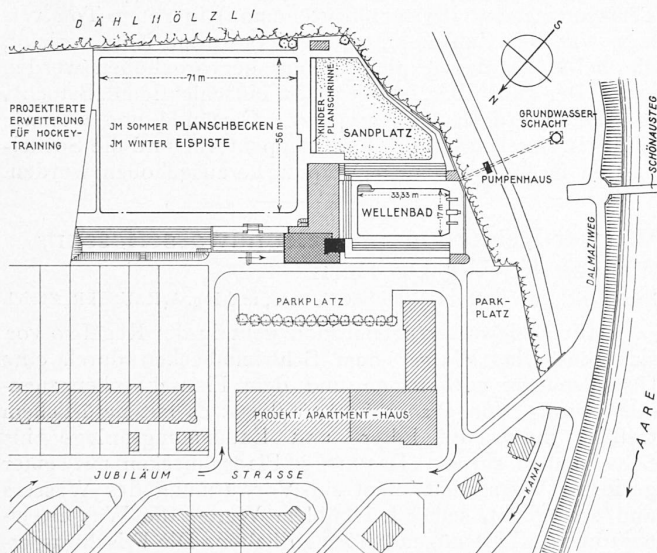 DÄHLHÖLZLI
S
N
71 m
56 m
PROJEKTIERTE
ERWEITERUNG
FÜR HOCKEY-
TRAINING
JM SOMMER PLANSCHBECKEN
JM WINTER EISPISTE
KINDER-
PLANSCHRINNE
SANDPLATZ
GRUNDWASSER-
SCHACHT
SCHÖNAUSTEG
PUMPENHAUS
33,33 m
17 m
WELLENBAD
DALMAZIWEG
PARKPLATZ
PARK-
PLATZ
PROJEKT. APARTMENT-HAUS
AARE
JUBILÄUM = STRASSE
KANAL